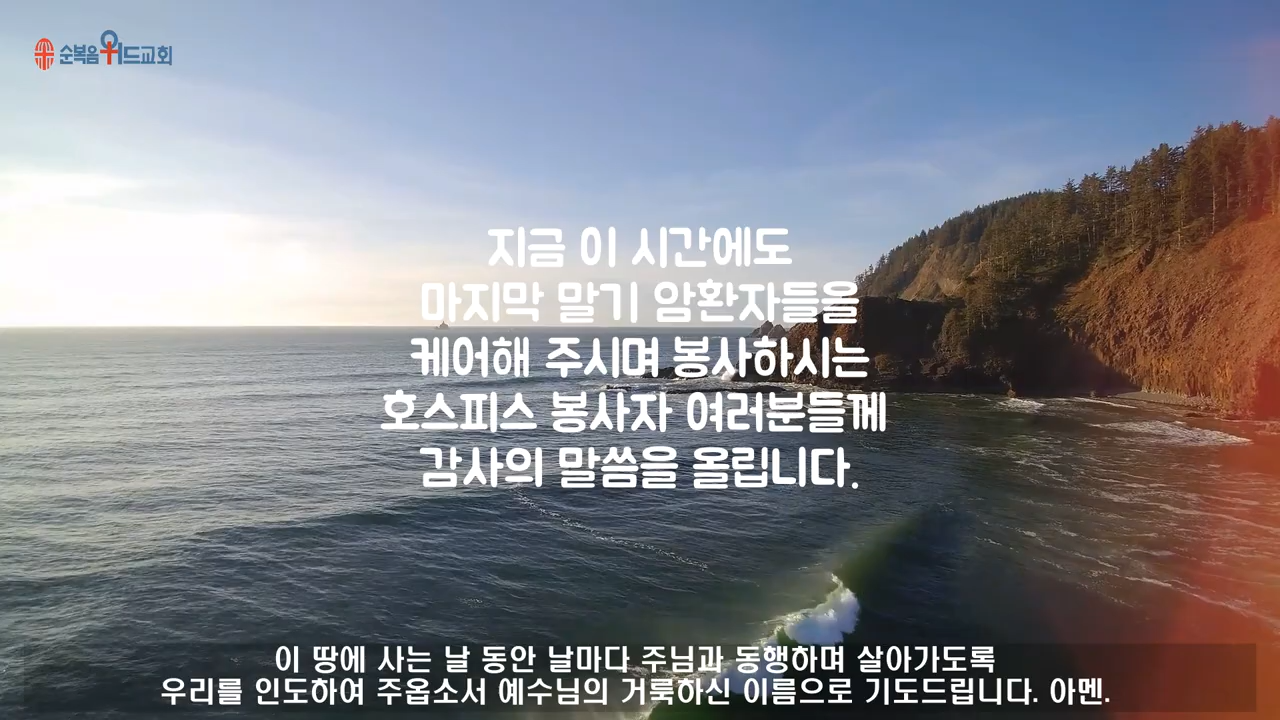 순복음위드교회
지금 이 시간에도
마지막 말기 암환자들을
케어해 주시며 봉사하시는
호스피스 봉사자 여러분들께
감사의 말씀을 올립니다.
이 땅에 사는 날 동안 날마다 주님과 동행하며 살아가도록
우리를 인도하여 주옵소서 예수님의 거룩하신 이름으로 기도드립니다. 아멘.